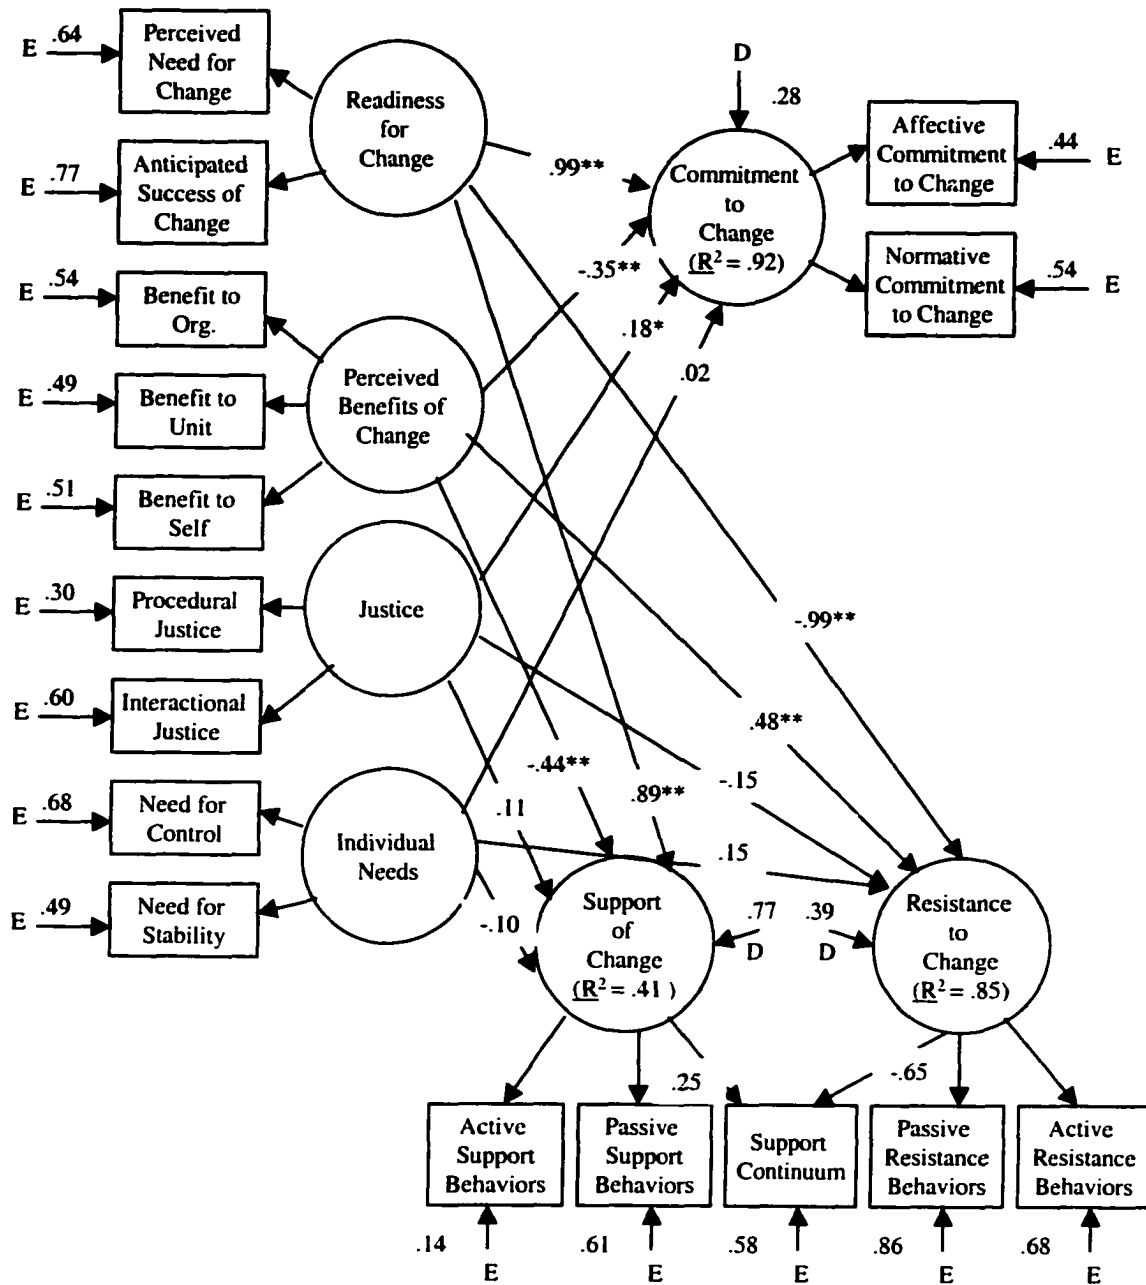 E .64
Perceived
Need for
Change
E .77
Anticipated
Success of
Change
E .54
Benefit to
Org.
E .49
Benefit to
Unit
E .51
Benefit to
Self
E .30
Procedural
Justice
E .60
Interactional
Justice
E .68
Need for
Control
E .49
Need for
Stability
Readiness
for
Change
Perceived
Benefits of
Change
Justice
Individual
Needs
D
.28
Commitment
to
Change
(R² = .92)
Affective
Commitment
to Change
.44 E
Normative
Commitment
to Change
.54 E
.99**
-.35**
.18*
.02
-.99**
.48**
-.15
.15
-.44**
.89**
.11
-.10
Support
of
Change
(R² = .41 )
.77
D
.39
D
Resistance
to
Change
(R² = .85)
.25
-.65
Active
Support
Behaviors
Passive
Support
Behaviors
Support
Continuum
Passive
Resistance
Behaviors
Active
Resistance
Behaviors
.14
E
.61
E
.58
E
.86
E
.68
E